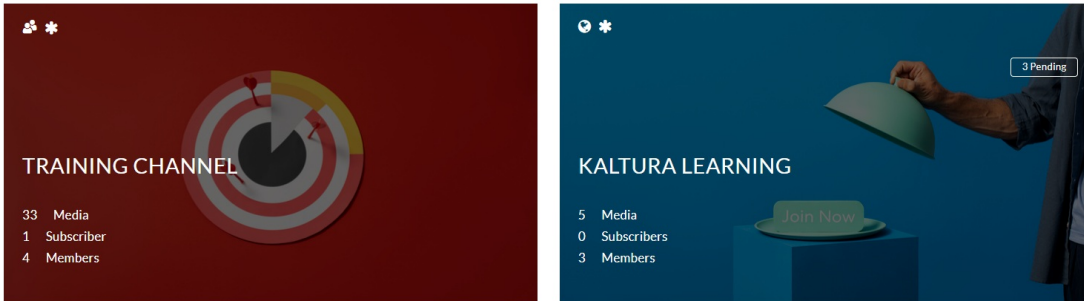 TRAINING CHANNEL
33 Media
1 Subscriber
4 Members
3 Pending
KALTURA LEARNING
5 Media
0 Subscribers
3 Members
Join Now